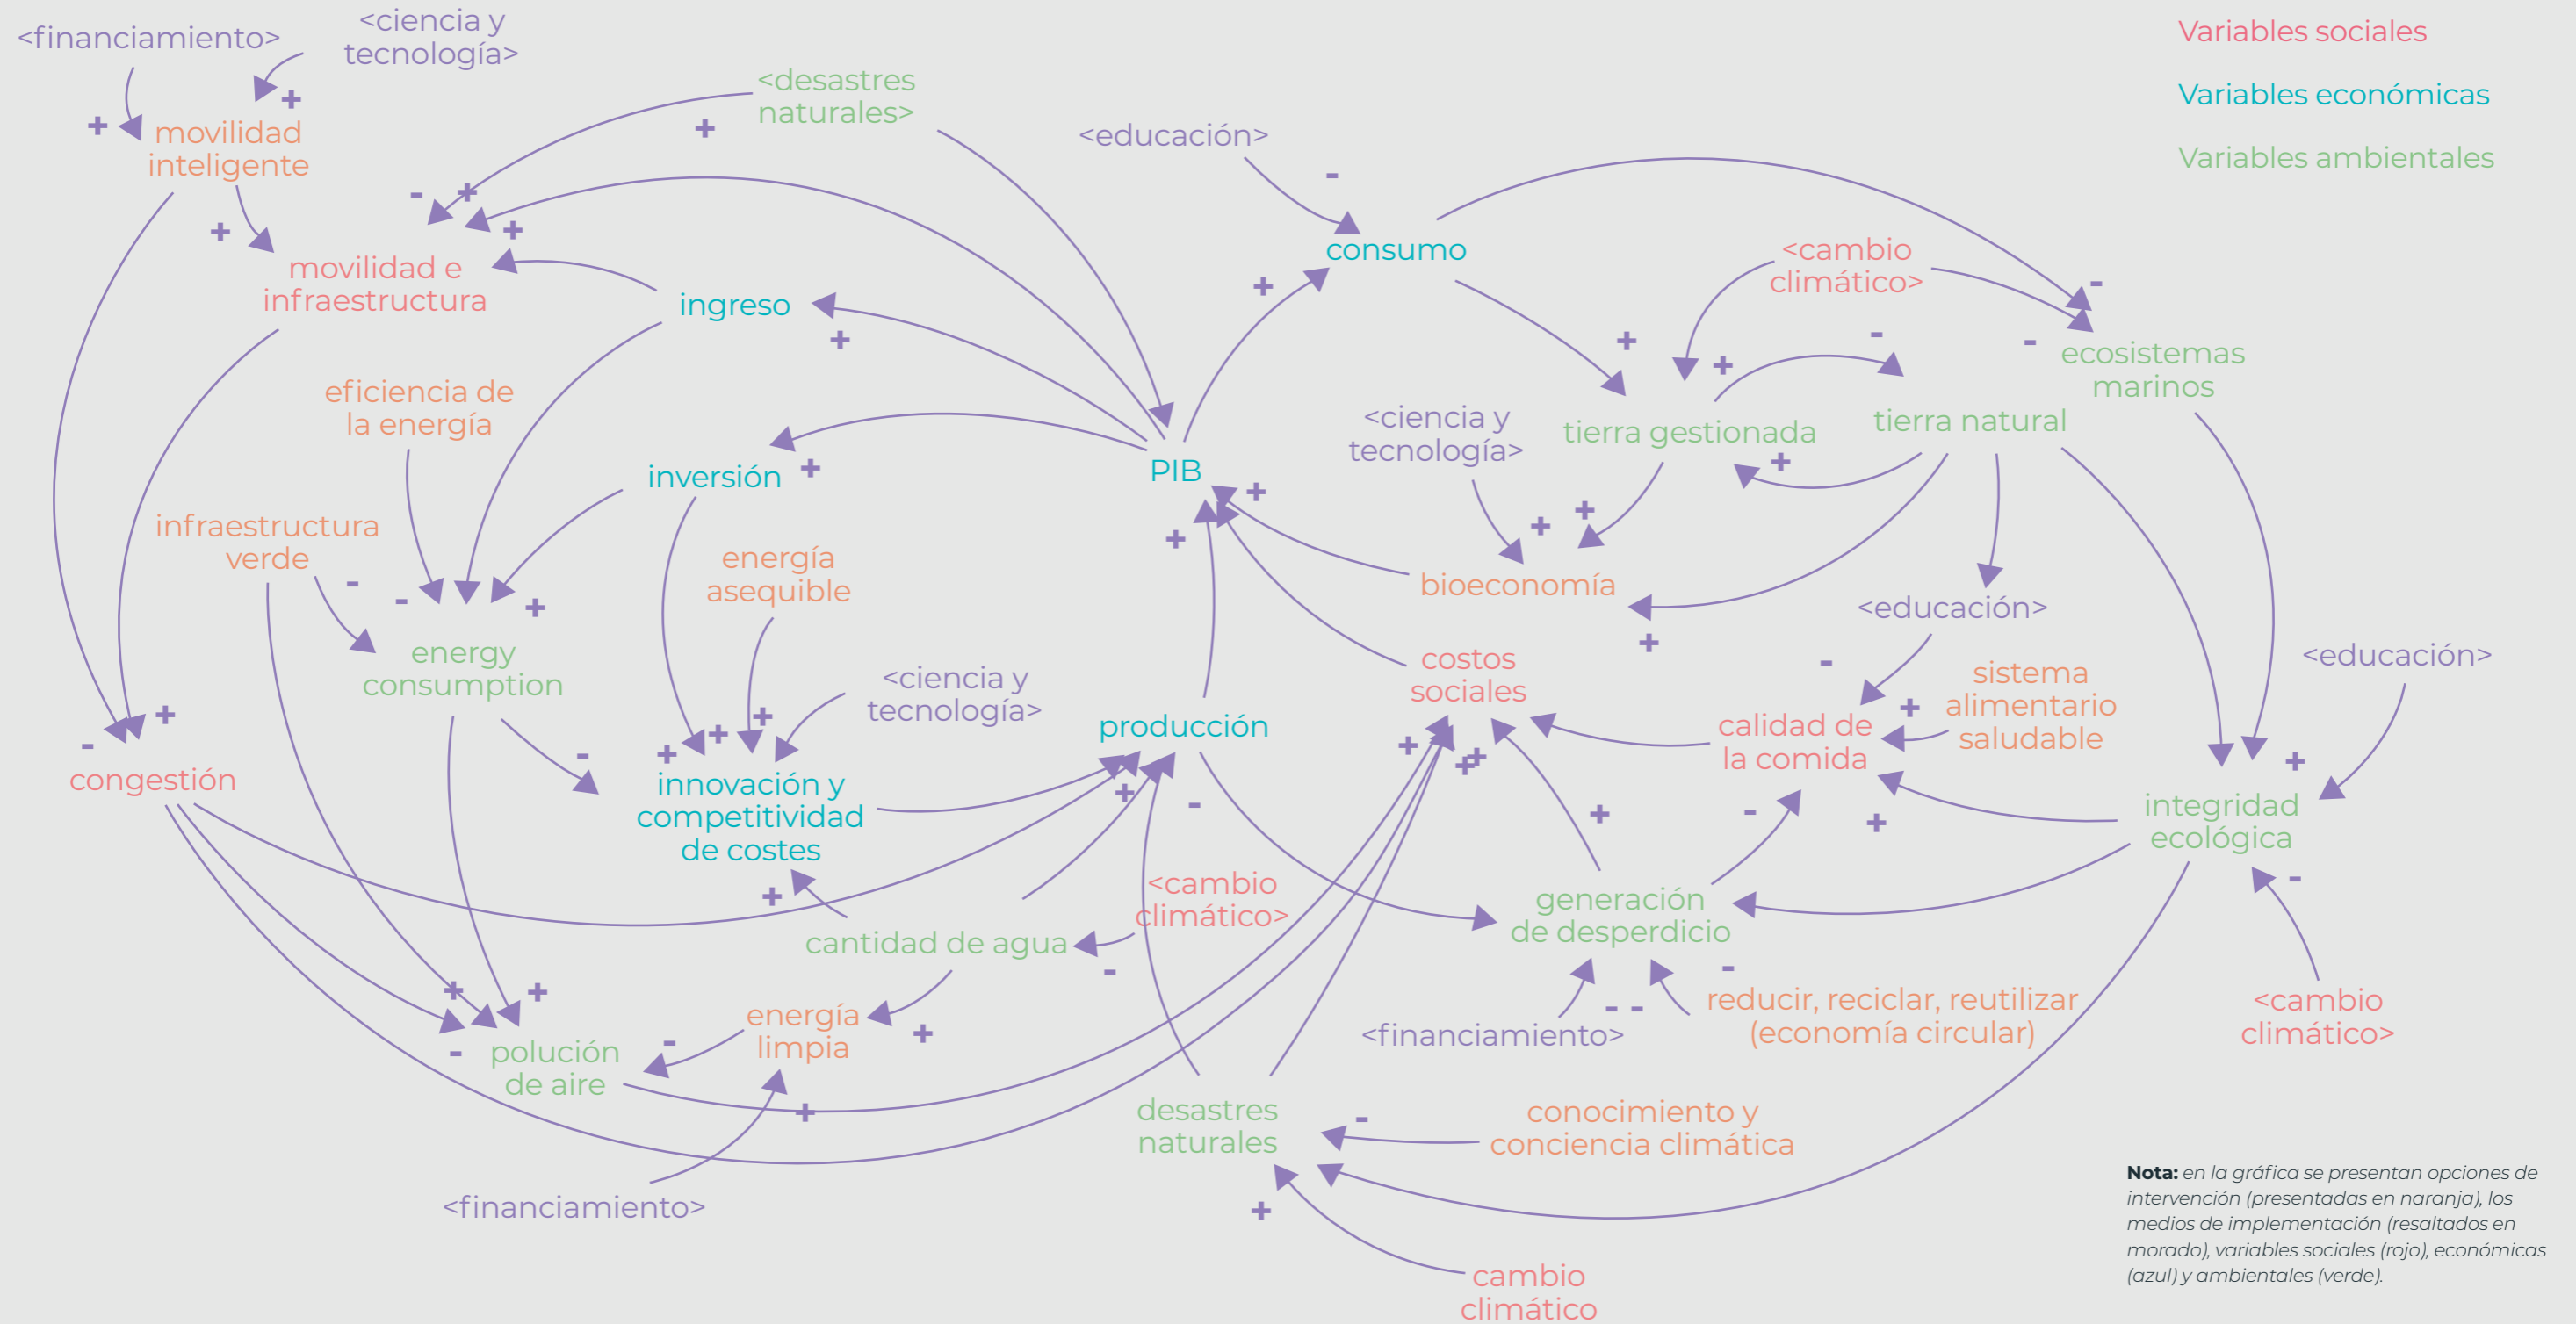 <financiamiento>
<ciencia y
tecnología>
Variables sociales
Variables económicas
Variables ambientales
<desastres
naturales>
+
+
+
movilidad
inteligente
<educación>
-
-
+
+
+
movilidad e
infraestructura
ingreso
+
+
consumo
<cambio
climático>
-
+
+
-
-
ecosistemas
marinos
eficiencia de
la energía
<ciencia y
tecnología>
tierra gestionada
tierra natural
inversión
+
PIB
+
+
+
+
+
infraestructura
verde
energía
asequible
-
-
+
bioeconomía
<educación>
+
energy
consumption
<ciencia y
tecnología>
costos
sociales
-
sistema
alimentario
saludable
+
<educación>
producción
calidad de
la comida
-
+
+
+
+
-
+
+
+
+
congestión
innovación y
competitividad
de costes
+
-
+
-
+
integridad
ecológica
+
<cambio
climático>
generación
de desperdicio
-
cantidad de agua
-
+
+
energía
limpia
+
-
- -
<financiamiento>
reducir, reciclar, reutilizar
(economía circular)
<cambio
climático>
-
polución
de aire
-
+
desastres
naturales
-
conocimiento y
conciencia climática
<financiamiento>
+
cambio
climático
Nota: en la gráfica se presentan opciones de
intervención (presentadas en naranja), los
medios de implementación (resaltados en
morado), variables sociales (rojo), económicas
(azul) y ambientales (verde).